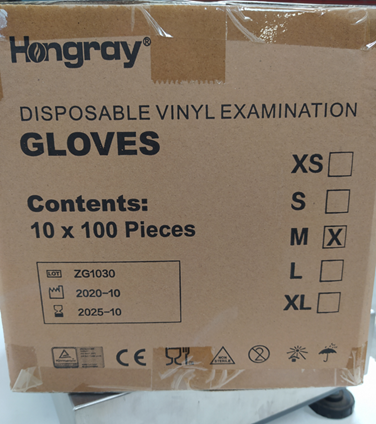 Hongray®
DISPOSABLE VINYL EXAMINATION
GLOVES
XS
Contents:
S
10 x 100 Pieces
M X
L
XL
LOT ZG1030
2020-10
2025-10
CE